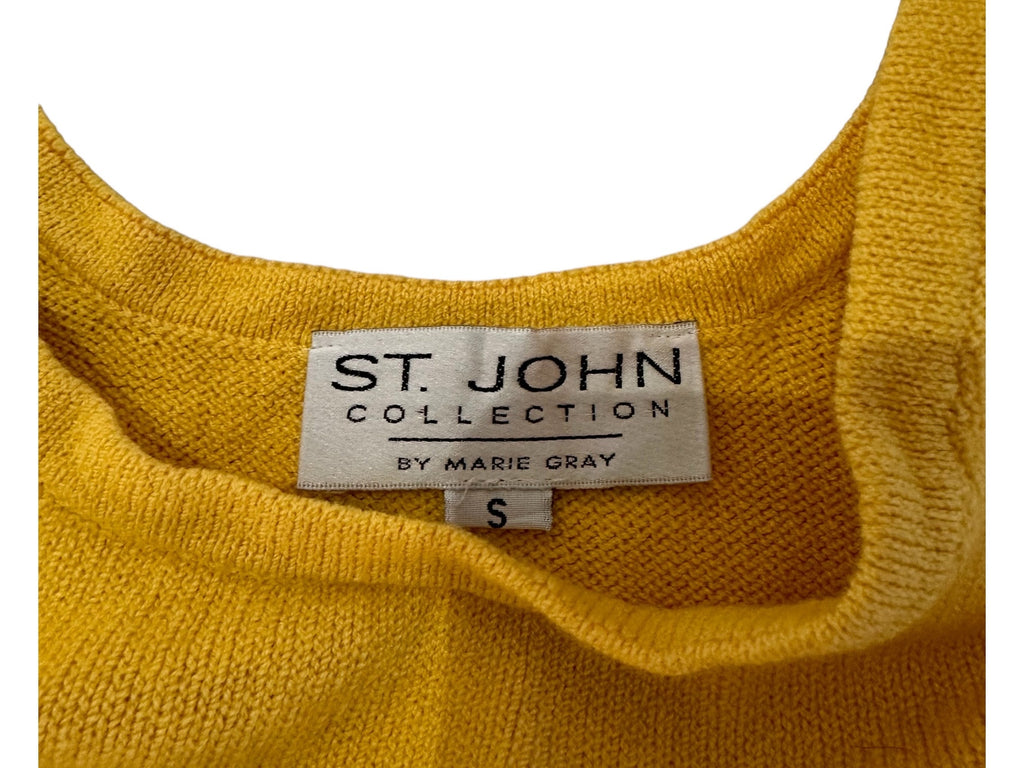 ST. JOHN
COLLECTION
BY MARIE GRAY
S